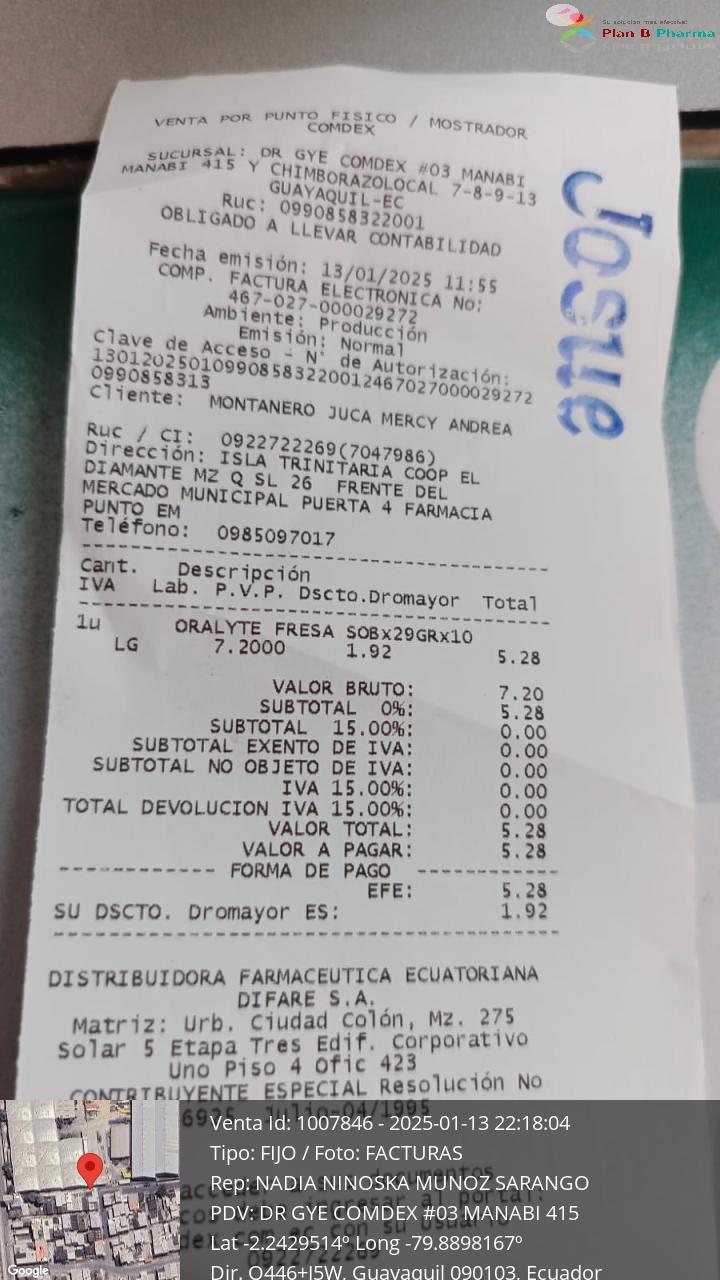 Su solucion mas efectiva!
Plan B Pharma
VENTA POR PUNTO FISICO / MOSTRADOR
COMDEX
SUCURSAL: DR GYE COMDEX #03 MANABI
MANABI 415 Y CHIMBORAZOLOCAL 7-8-9-13
GUAYAQUIL-EC
Ruc: 0990858322001
OBLIGADO A LLEVAR CONTABILIDAD
Josue
Fecha emisión: 13/01/2025 11:55
COMP. FACTURA ELECTRONICA No:
467-027-000029272
Ambiente: Producción
Emisión: Normal
Clave de Acceso - N° de Autorización:
130120250109908583220012467027000029272
0990858313
Cliente: MONTANERO JUCA MERCY ANDREA
Ruc / CI: 0922722269(7047986)
Dirección: ISLA TRINITARIA COOP EL
DIAMANTE MZ Q SL 26 FRENTE DEL
MERCADO MUNICIPAL PUERTA 4 FARMACIA
PUNTO EM
Teléfono: 0985097017
Cant. Descripción
IVA Lab. P.V.P. Dscto.Dromayor Total
1u ORALYTE FRESA SOBx29GRx10
LG 7.2000 1.92 5.28
VALOR BRUTO: 7.20
SUBTOTAL 0%: 5.28
SUBTOTAL 15.00%: 0.00
SUBTOTAL EXENTO DE IVA: 0.00
SUBTOTAL NO OBJETO DE IVA: 0.00
IVA 15.00%: 0.00
TOTAL DEVOLUCION IVA 15.00%: 0.00
VALOR TOTAL: 5.28
VALOR A PAGAR: 5.28
------------ FORMA DE PAGO -----------
EFE: 5.28
SU DSCTO. Dromayor ES: 1.92
DISTRIBUIDORA FARMACEUTICA ECUATORIANA
DIFARE S.A.
Matriz: Urb. Ciudad Colón, Mz. 275
Solar 5 Etapa Tres Edif. Corporativo
Uno Piso 4 Ofic 423
CONTRIBUYENTE ESPECIAL Resolución No
Julio-04/1995
Venta Id: 1007846 - 2025-01-13 22:18:04
Tipo: FIJO / Foto: FACTURAS
Rep: NADIA NINOSKA MUNOZ SARANGO
PDV: DR GYE COMDEX #03 MANABI 415
Lat -2.2429514º Long -79.8898167º
Dir. Q446+J5W, Guayaquil 090103, Ecuador
Google